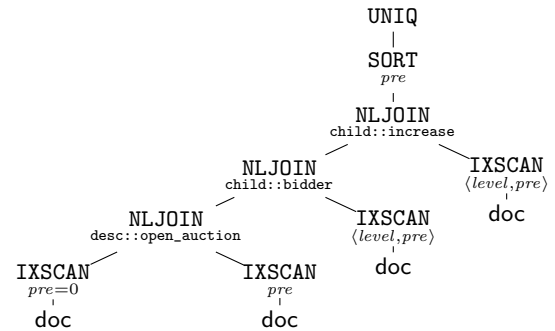 UNIQ
SORT
pre
NLJOIN
child::increase
NLJOIN
child::bidder
IXSCAN
⟨level,pre⟩
doc
NLJOIN
desc::open_auction
IXSCAN
⟨level,pre⟩
doc
IXSCAN
pre=0
doc
IXSCAN
pre
doc